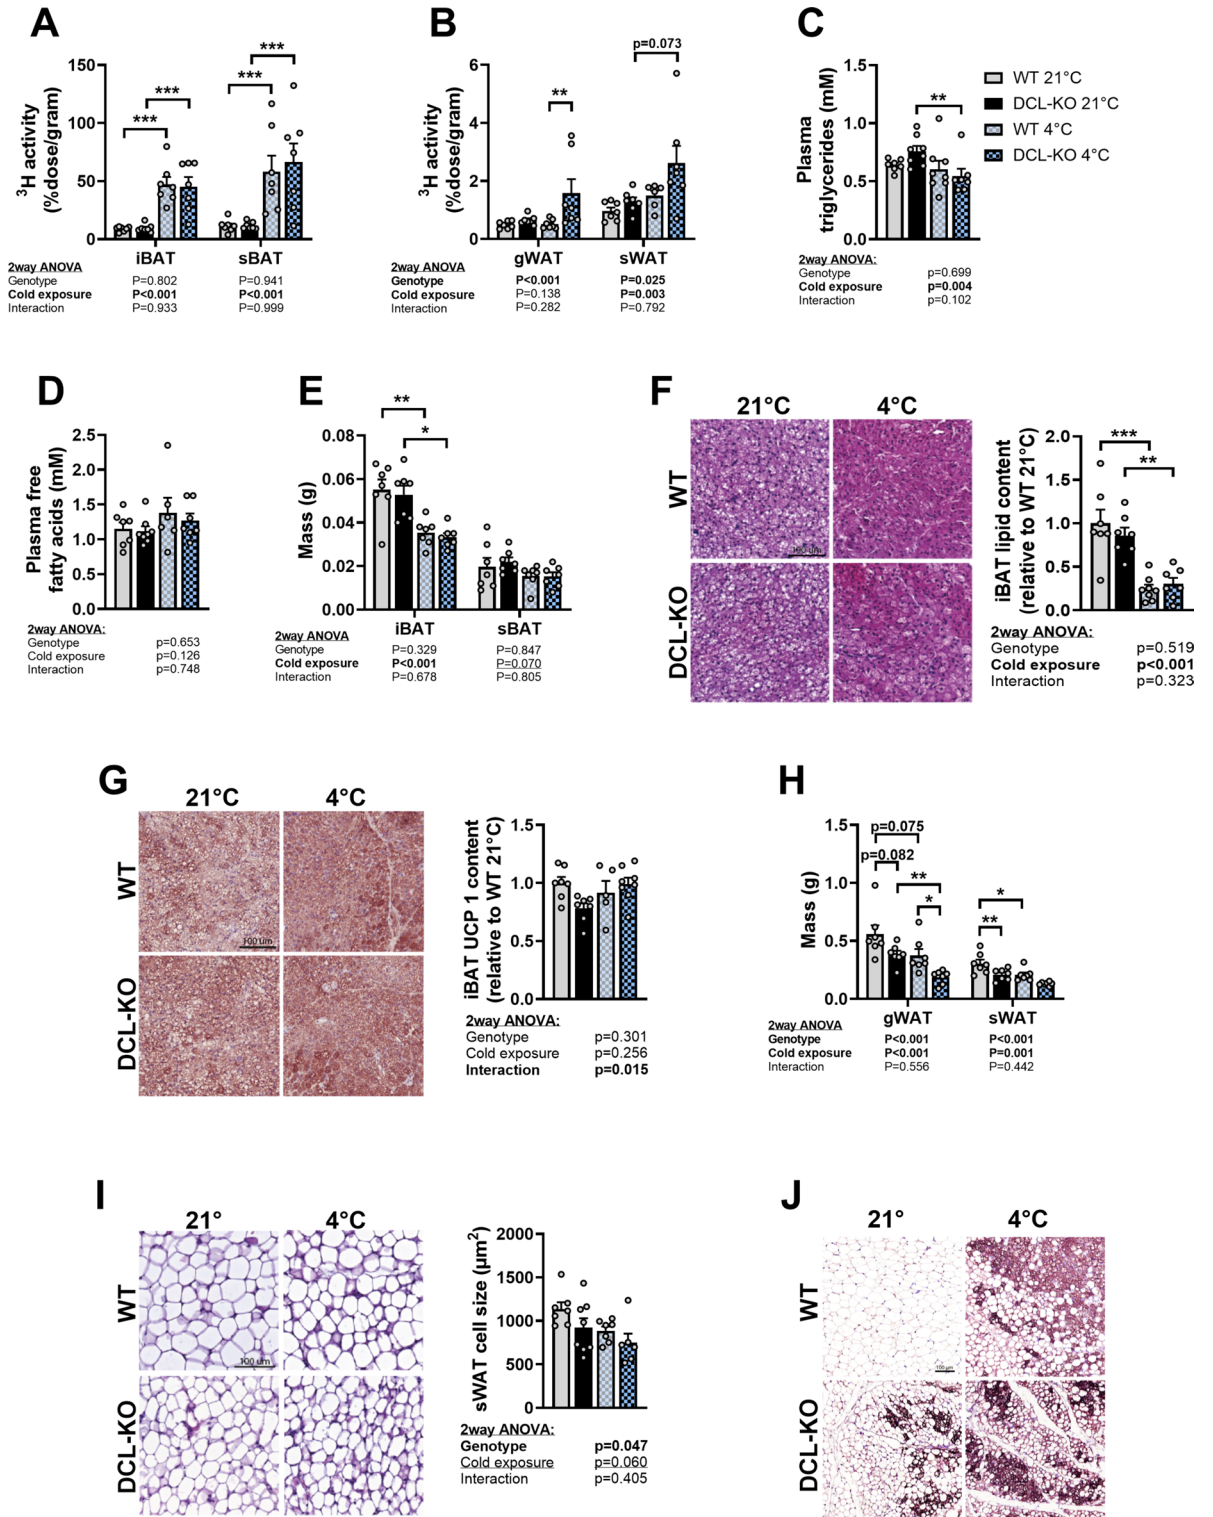 A
³H activity
(%dose/gram)
150
100
50
0
***
***
***
***
iBAT
sBAT
2way ANOVA
Genotype P=0.802 P=0.941
Cold exposure P<0.001 P<0.001
Interaction P=0.933 P=0.999
B
³H activity
(%dose/gram)
6
4
2
0
**
p=0.073
gWAT
sWAT
2way ANOVA
Genotype P<0.001 P=0.025
Cold exposure P=0.138 P=0.003
Interaction P=0.282 P=0.792
C
Plasma
triglycerides (mM)
1.5
1.0
0.5
0.0
**
WT 21°C
DCL-KO 21°C
WT 4°C
DCL-KO 4°C
2way ANOVA:
Genotype p=0.699
Cold exposure p=0.004
Interaction p=0.102
D
Plasma free
fatty acids (mM)
2.5
2.0
1.5
1.0
0.5
0.0
2way ANOVA:
Genotype p=0.653
Cold exposure p=0.126
Interaction p=0.748
E
Mass (g)
0.08
0.06
0.04
0.02
0.00
**
*
iBAT
sBAT
2way ANOVA
Genotype P=0.329 P=0.847
Cold exposure P<0.001 P=0.070
Interaction P=0.678 P=0.805
F
21°C
4°C
WT
DCL-KO
100 um
iBAT lipid content
(relative to WT 21°C)
2.0
1.5
1.0
0.5
0.0
***
**
2way ANOVA:
Genotype p=0.519
Cold exposure p<0.001
Interaction p=0.323
G
21°C
4°C
WT
DCL-KO
100 um
iBAT UCP 1 content
(relative to WT 21°C)
1.5
1.0
0.5
0.0
2way ANOVA:
Genotype p=0.301
Cold exposure p=0.256
Interaction p=0.015
H
Mass (g)
1.5
1.0
0.5
0.0
p=0.075
p=0.082
**
*
*
**
gWAT
sWAT
2way ANOVA
Genotype P<0.001 P<0.001
Cold exposure P<0.001 P=0.001
Interaction P=0.556 P=0.442
I
21°
4°C
WT
DCL-KO
100 um
sWAT cell size (µm²)
2000
1500
1000
500
0
2way ANOVA:
Genotype p=0.047
Cold exposure p=0.060
Interaction p=0.405
J
21°
4°C
WT
DCL-KO
100 um